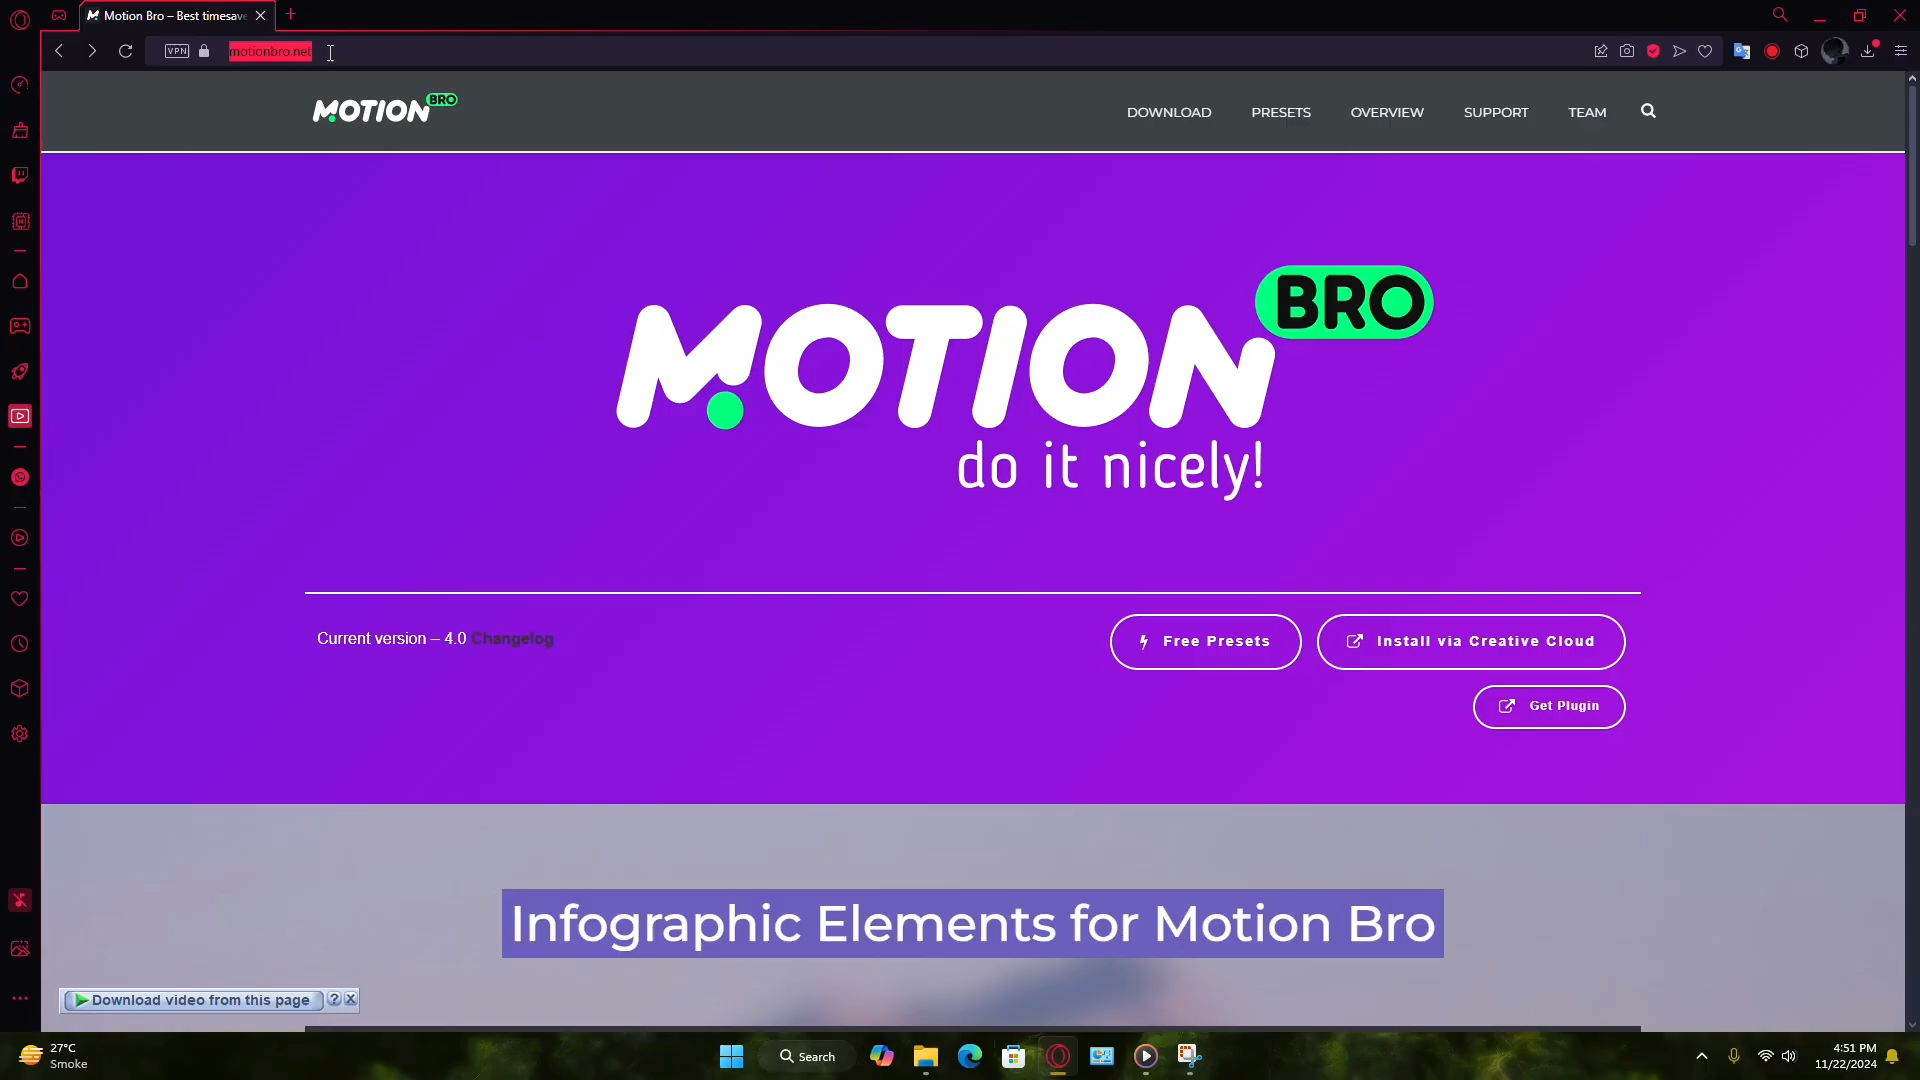 Motion Bro – Best timesave
VPN
motionbro.net
MOTION BRO
DOWNLOAD
PRESETS
OVERVIEW
SUPPORT
TEAM
MOTION BRO
do it nicely!
Current version – 4.0 Changelog
Free Presets
Install via Creative Cloud
Get Plugin
Infographic Elements for Motion Bro
Download video from this page
?
27°C
Smoke
Search
4:51 PM
11/22/2024